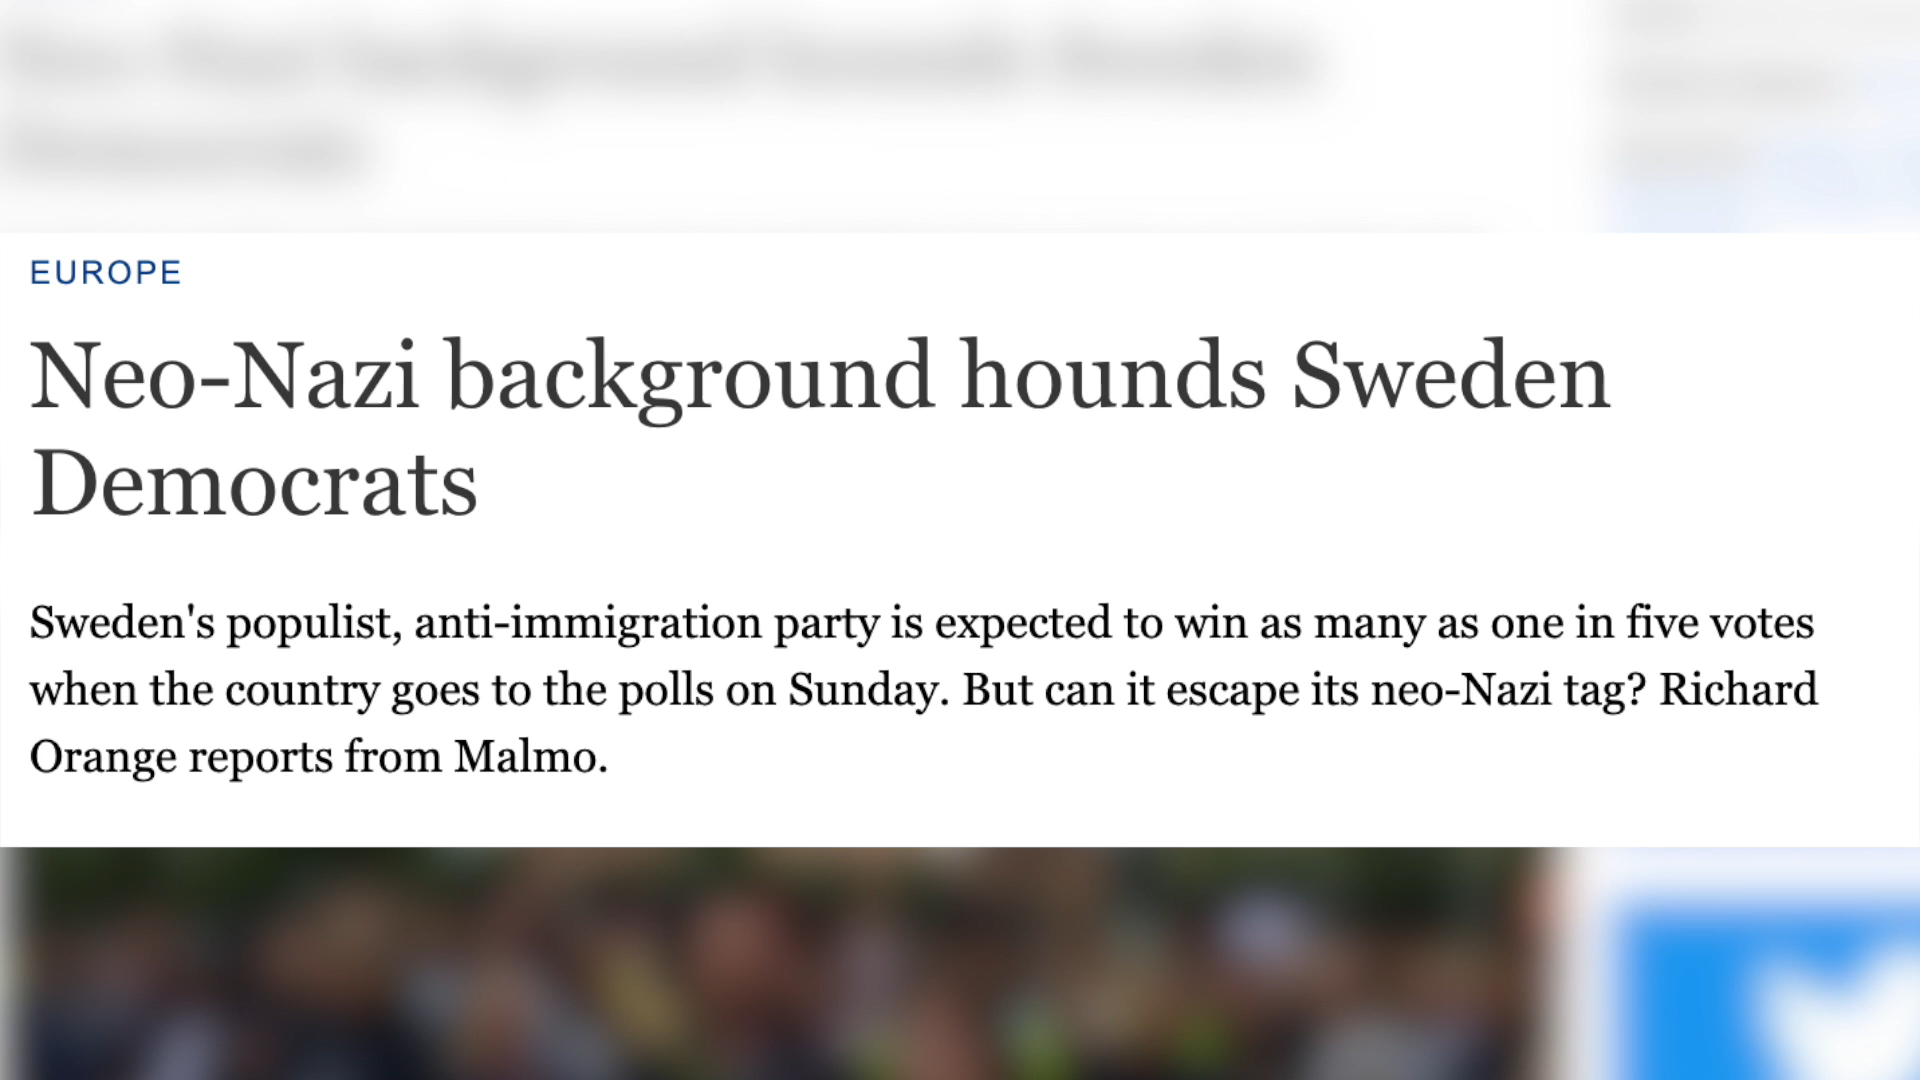 EUROPE
Neo-Nazi background hounds Sweden
Democrats
Sweden's populist, anti-immigration party is expected to win as many as one in five votes
when the country goes to the polls on Sunday. But can it escape its neo-Nazi tag? Richard
Orange reports from Malmo.